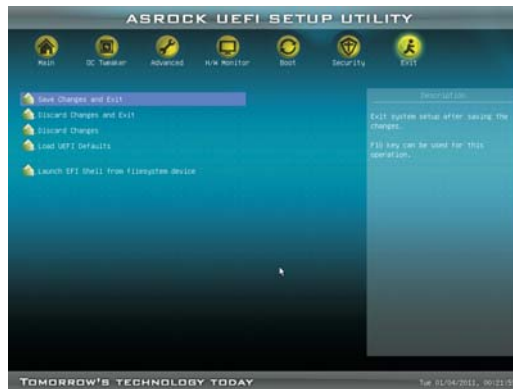 ASROCK UEFI SETUP UTILITY
Main OC Tweaker Advanced H/W Monitor Boot Security Exit
Save Changes and Exit
Discard Changes and Exit
Discard Changes
Load UEFI Defaults
Launch EFI Shell from filesystem device
Description
Exit system setup after saving the
changes.
F10 key can be used for this
operation.
TOMORROW'S TECHNOLOGY TODAY
Tue 01/04/2011,